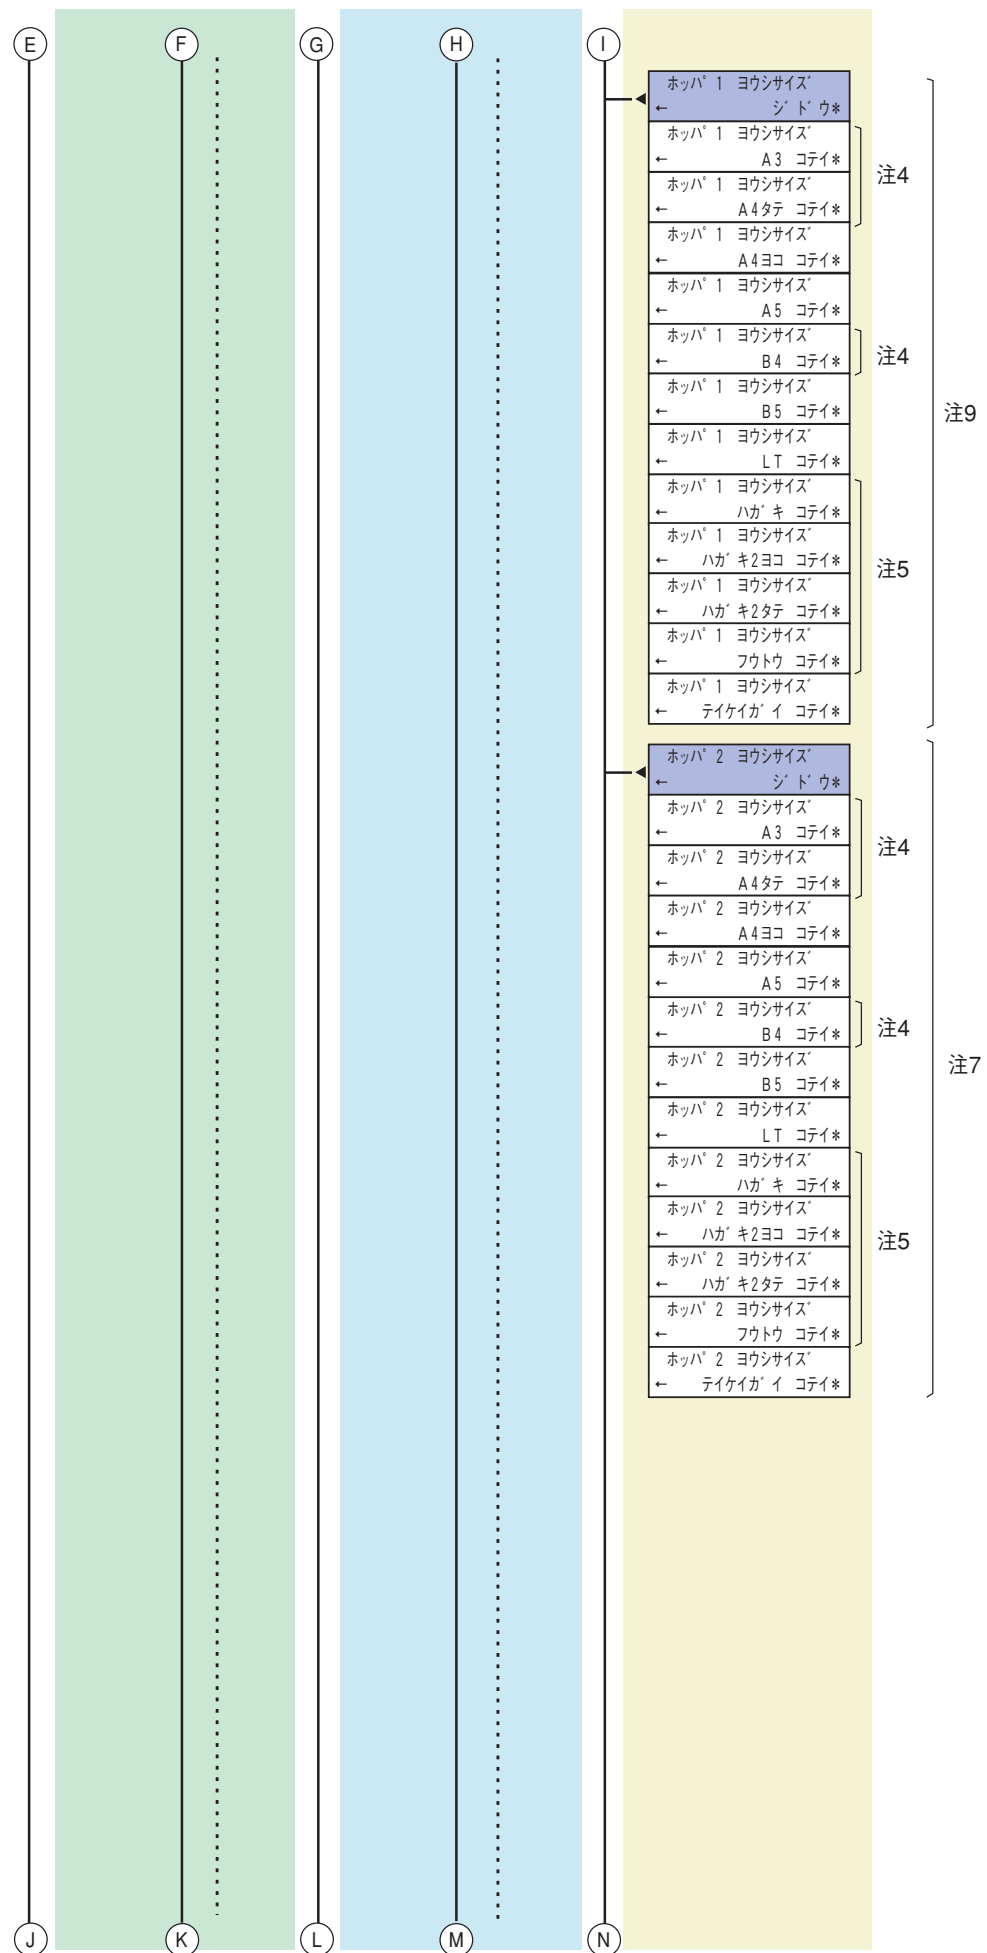 E F G H I
ホッパ゜1 ヨウシサイズ゛
← シ゛ト゛ウ*
ホッパ゜1 ヨウシサイズ゛
← A3 コテイ*
ホッパ゜1 ヨウシサイズ゛
← A4タテ コテイ*
注4
ホッパ゜1 ヨウシサイズ゛
← A4ヨコ コテイ*
ホッパ゜1 ヨウシサイズ゛
← A5 コテイ*
ホッパ゜1 ヨウシサイズ゛
← B4 コテイ*
注4
ホッパ゜1 ヨウシサイズ゛
← B5 コテイ*
注9
ホッパ゜1 ヨウシサイズ゛
← LT コテイ*
ホッパ゜1 ヨウシサイズ゛
← ハカ゛キ コテイ*
ホッパ゜1 ヨウシサイズ゛
← ハカ゛キ2ヨコ コテイ*
注5
ホッパ゜1 ヨウシサイズ゛
← ハカ゛キ2タテ コテイ*
ホッパ゜1 ヨウシサイズ゛
← フウトウ コテイ*
ホッパ゜1 ヨウシサイズ゛
← テイケイカ゛イ コテイ*
ホッパ゜2 ヨウシサイズ゛
← シ゛ト゛ウ*
ホッパ゜2 ヨウシサイズ゛
← A3 コテイ*
ホッパ゜2 ヨウシサイズ゛
← A4タテ コテイ*
注4
ホッパ゜2 ヨウシサイズ゛
← A4ヨコ コテイ*
ホッパ゜2 ヨウシサイズ゛
← A5 コテイ*
ホッパ゜2 ヨウシサイズ゛
← B4 コテイ*
注4
ホッパ゜2 ヨウシサイズ゛
← B5 コテイ*
注7
ホッパ゜2 ヨウシサイズ゛
← LT コテイ*
ホッパ゜2 ヨウシサイズ゛
← ハカ゛キ コテイ*
ホッパ゜2 ヨウシサイズ゛
← ハカ゛キ2ヨコ コテイ*
注5
ホッパ゜2 ヨウシサイズ゛
← ハカ゛キ2タテ コテイ*
ホッパ゜2 ヨウシサイズ゛
← フウトウ コテイ*
ホッパ゜2 ヨウシサイズ゛
← テイケイカ゛イ コテイ*
J K L M N